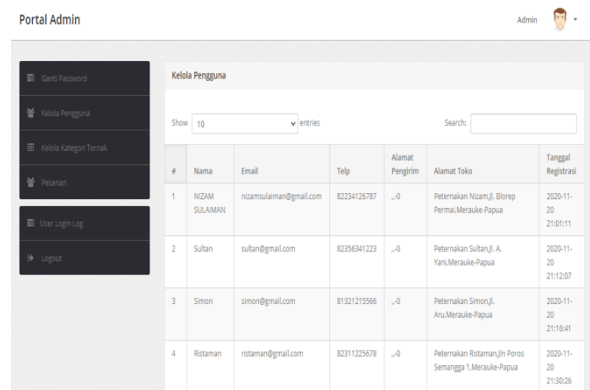 Portal Admin
Admin
Ganti Password
Kelola Pengguna
Kelola Kategori Ternak
Pesanan
User Login Log
Logout
Kelola Pengguna
Show 10 entries
Search:
# Nama Email Telp Alamat Pengirim Alamat Toko Tanggal Registrasi
1 NIZAM SULAIMAN nizamsulaiman@gmail.com 82234126787 ,,-0 Peternakan Nizam,Jl. Blorep Permai,Merauke-Papua 2020-11-20 21:01:11
2 Sultan sultan@gmail.com 82356341223 ,,-0 Peternakan Sultan,Jl. A. Yani,Merauke-Papua 2020-11-20 21:12:07
3 Simon simon@gmail.com 81321215566 ,,-0 Peternakan Simon,Jl. Aru,Merauke-Papua 2020-11-20 21:16:41
4 Ristaman ristaman@gmail.com 82311225678 ,,-0 Peternakan Ristaman,Jln Poros Semangga 1,Merauke-Papua 2020-11-20 21:30:26